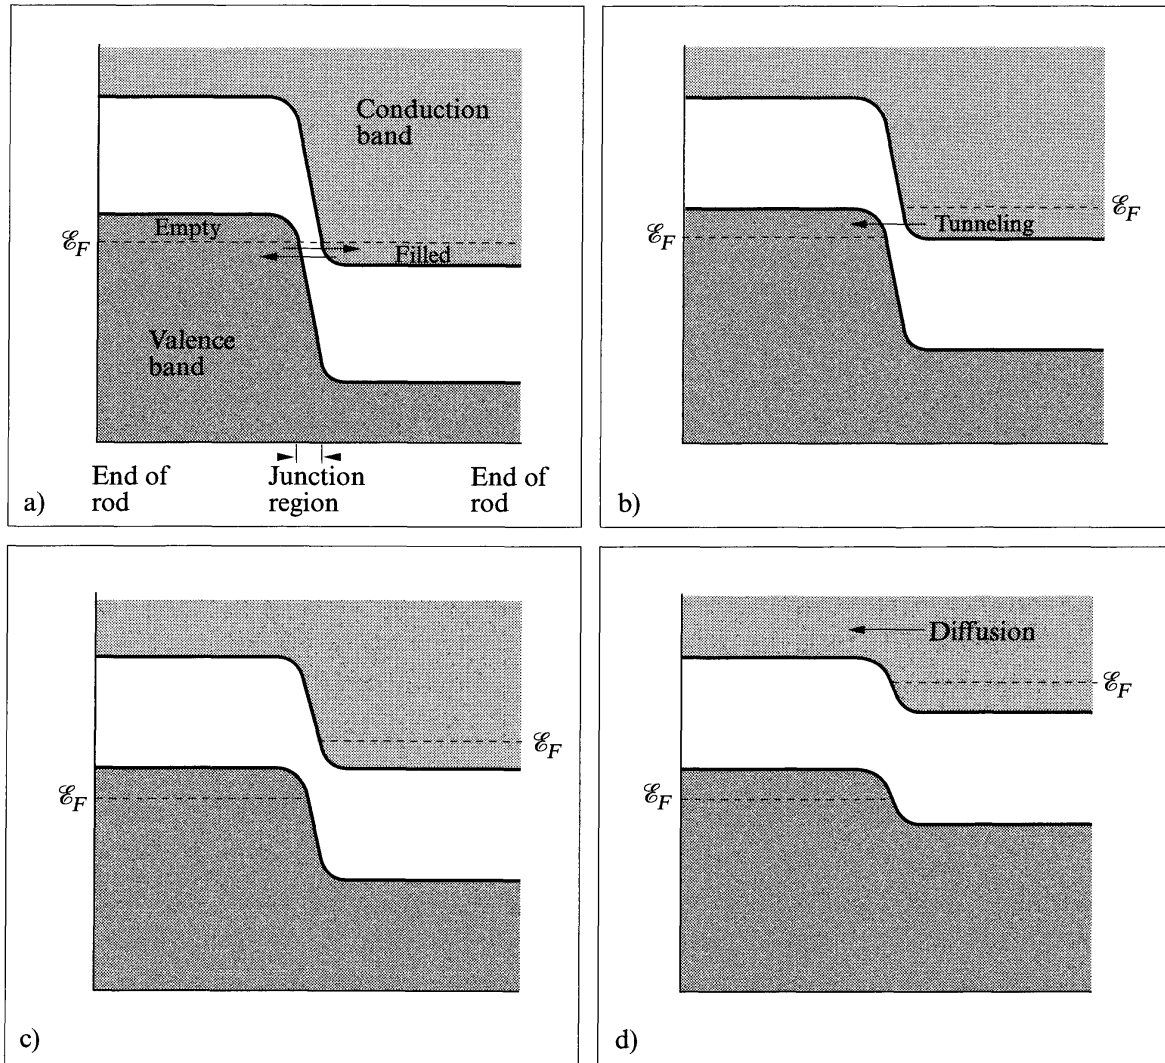 Conduction
band
Empty
ℰF
Filled
Valence
band
End of
rod
Junction
region
End of
rod
a)
ℰF
Tunneling
ℰF
b)
ℰF
ℰF
c)
Diffusion
ℰF
ℰF
d)